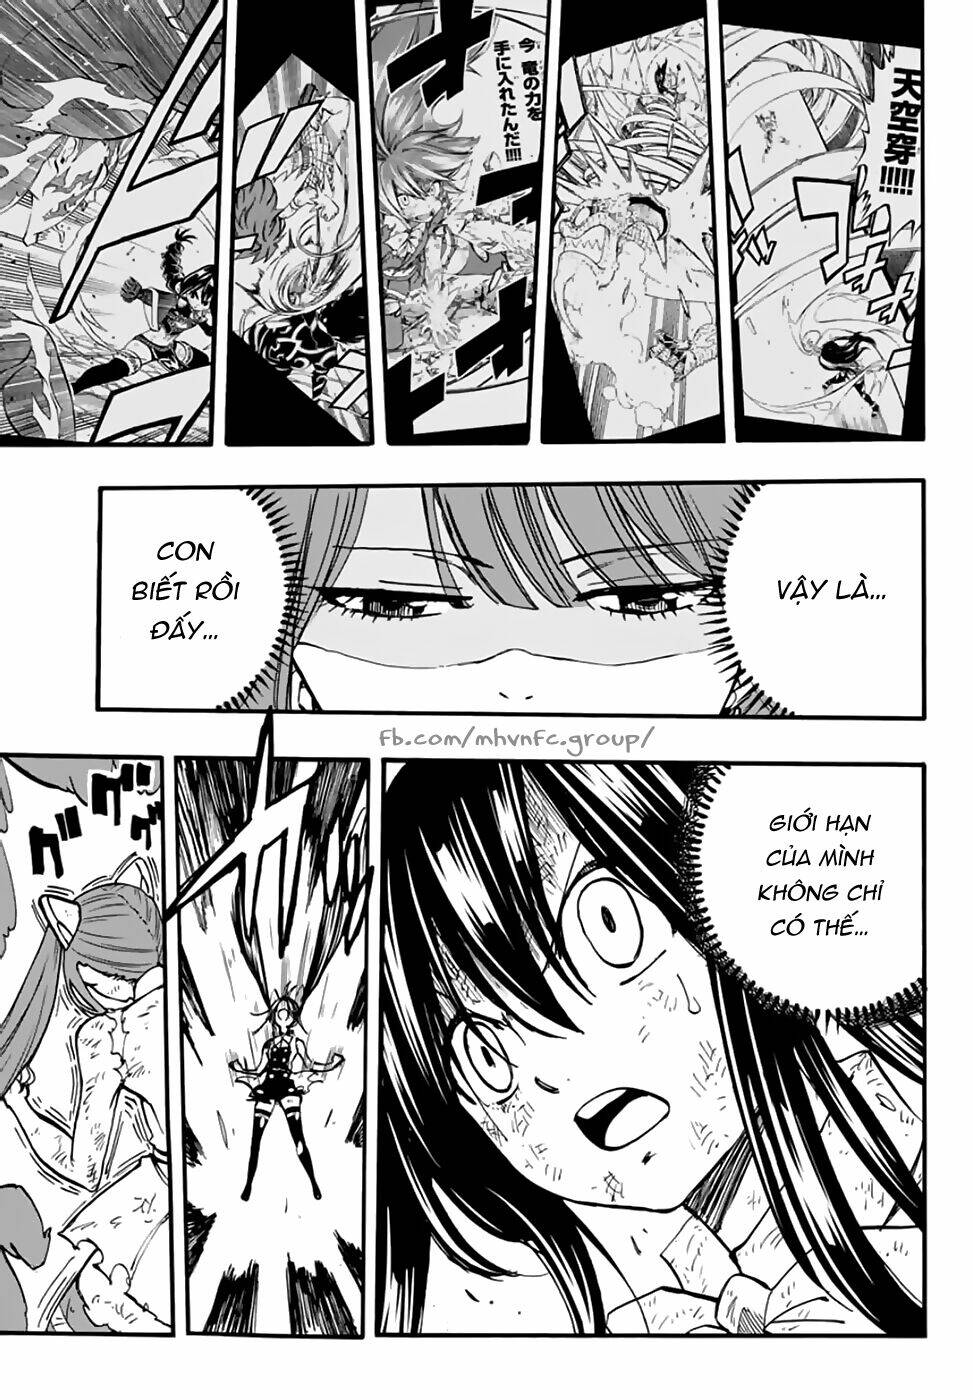 天空穿!!!!!
今 竜の力を
手に入れたんだ!!!!
VẬY LÀ...
CON
BIẾT RỒI
ĐẤY...
fb.com/mhvnfc.group/
GIỚI HẠN
CỦA MÌNH
KHÔNG CHỈ
CÓ THẾ...